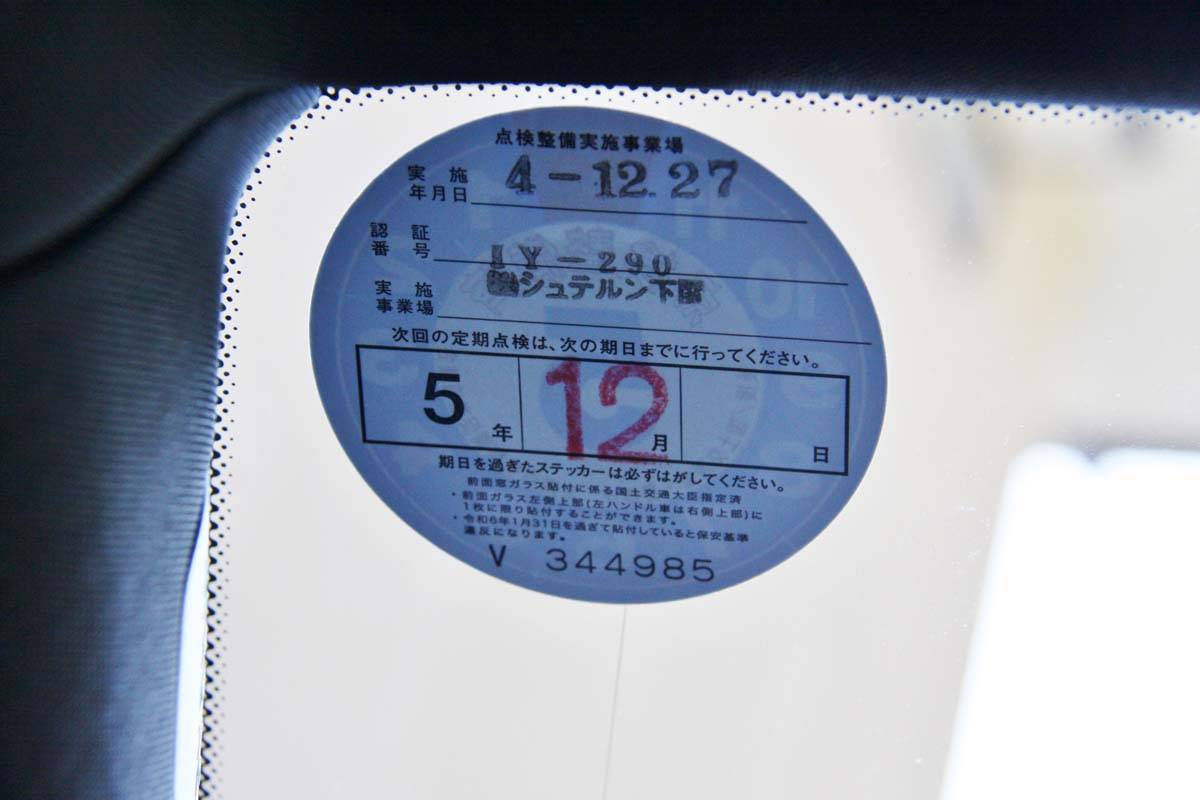 点検整備実施事業場
実施年月日 4-12.27
認証番号 IY-290
実施事業場 ㈱シュテルン下関
次回の定期点検は、次の期日までに行ってください。
5年 12月 日
期日を過ぎたステッカーは必ずはがしてください。
前面窓ガラス貼付に係る国土交通大臣指定済
・前面ガラス左側上部(左ハンドル車は右側上部)に
1枚に限り貼付することができます。
・令和6年1月31日を過ぎて貼付していると保安基準
違反になります。
V 344985